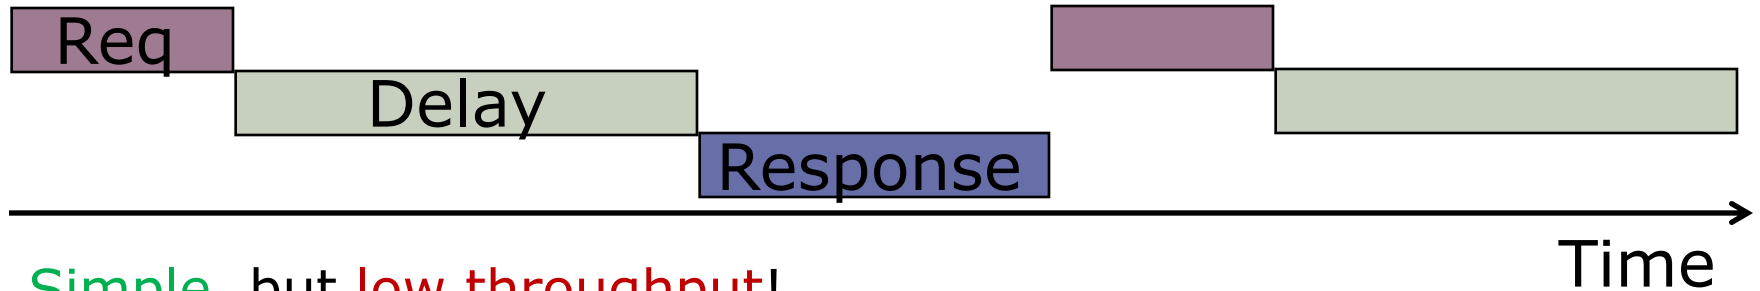 Req
Delay
Response
Time
Simple, but low throughput!